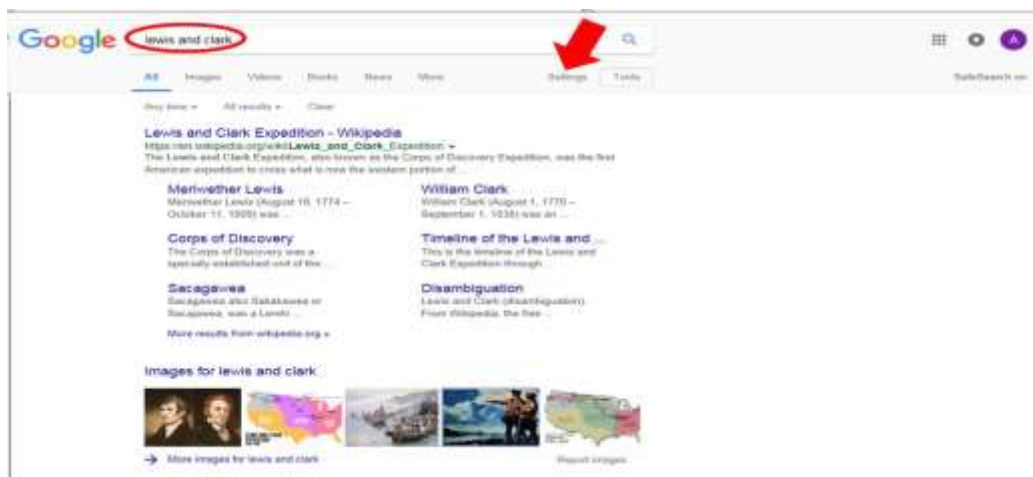 Google lewis and clark
All Images Videos Books News More Settings Tools
SafeSearch on
Any time All results Clear
Lewis and Clark Expedition - Wikipedia
https://en.wikipedia.org/wiki/Lewis_and_Clark_Expedition
The Lewis and Clark Expedition, also known as the Corps of Discovery Expedition, was the first
American expedition to cross what is now the western portion of ...
Meriwether Lewis
Meriwether Lewis (August 18, 1774 –
October 11, 1809) was ...
William Clark
William Clark (August 1, 1770 –
September 1, 1838) was an ...
Corps of Discovery
The Corps of Discovery was a
specially established unit of the ...
Timeline of the Lewis and ...
This is the timeline of the Lewis and
Clark Expedition through ...
Sacagawea
Sacagawea also Sakakawea or
Sacajawea, was a Lemhi ...
Disambiguation
Lewis and Clark (disambiguation)
From Wikipedia, the free ...
More results from wikipedia.org »
Images for lewis and clark
More images for lewis and clark
Report images